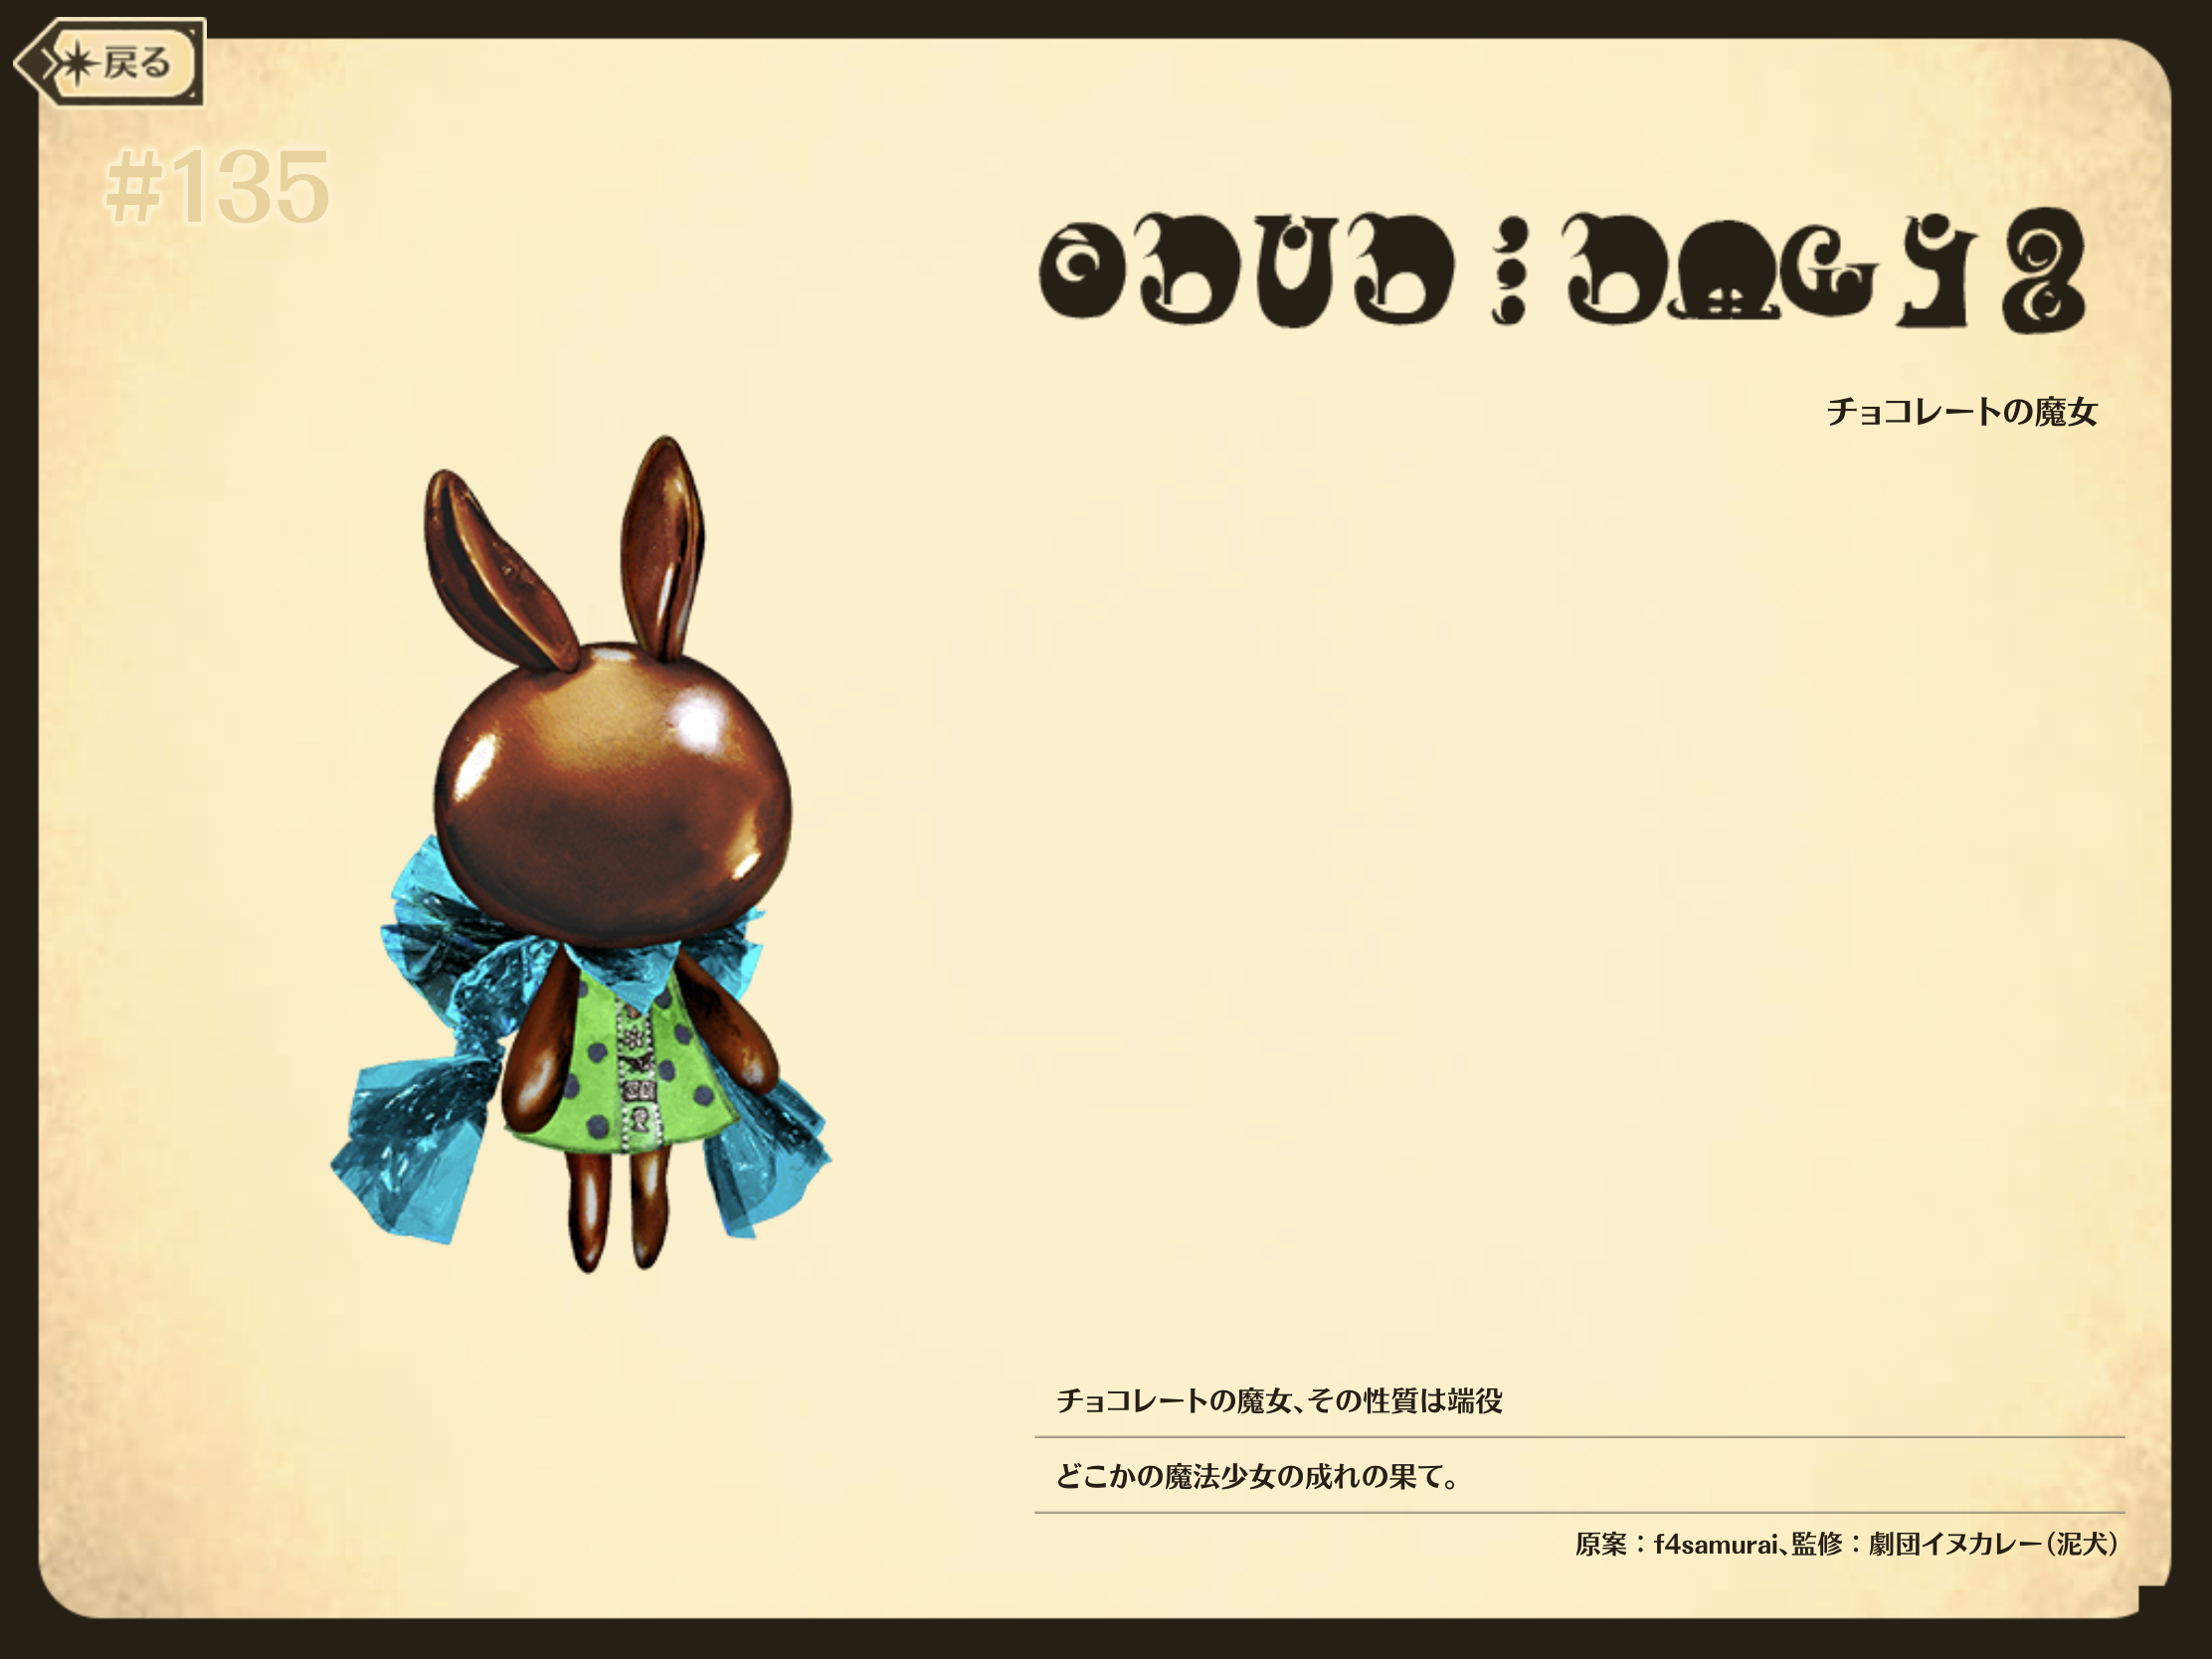 戻る
#135
チョコレートの魔女
チョコレートの魔女、その性質は端役
どこかの魔法少女の成れの果て。
原案：f4samurai、監修：劇団イヌカレー（泥犬）